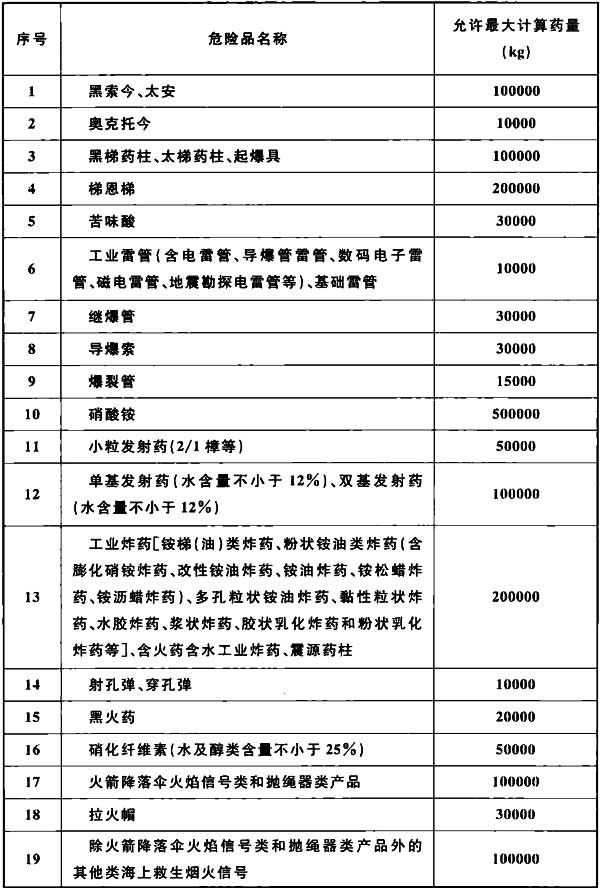 序号 危险品名称 允许最大计算药量
(kg)
1 黑索今、太安 100000
2 奥克托今 10000
3 黑梯药柱、太梯药柱、起爆具 100000
4 梯恩梯 200000
5 苦味酸 30000
6 工业雷管(含电雷管、导爆管雷管、数码电子雷
管、磁电雷管、地震勘探电雷管等)、基础雷管 10000
7 继爆管 30000
8 导爆索 30000
9 爆裂管 15000
10 硝酸铵 500000
11 小粒发射药(2/1樟等) 50000
12 单基发射药(水含量不小于12%)、双基发射药
(水含量不小于12%) 100000
13 工业炸药[铵梯(油)类炸药、粉状铵油类炸药(含
膨化硝铵炸药、改性铵油炸药、铵油炸药、铵松蜡炸
药、铵沥蜡炸药)、多孔粒状铵油炸药、黏性粒状炸
药、水胶炸药、浆状炸药、胶状乳化炸药和粉状乳化
炸药等]、含火药含水工业炸药、震源药柱 200000
14 射孔弹、穿孔弹 10000
15 黑火药 20000
16 硝化纤维素(水及醇类含量不小于25%) 50000
17 火箭降落伞火焰信号类和抛绳器类产品 100000
18 拉火帽 30000
19 除火箭降落伞火焰信号类和抛绳器类产品外的
其他类海上救生烟火信号 100000